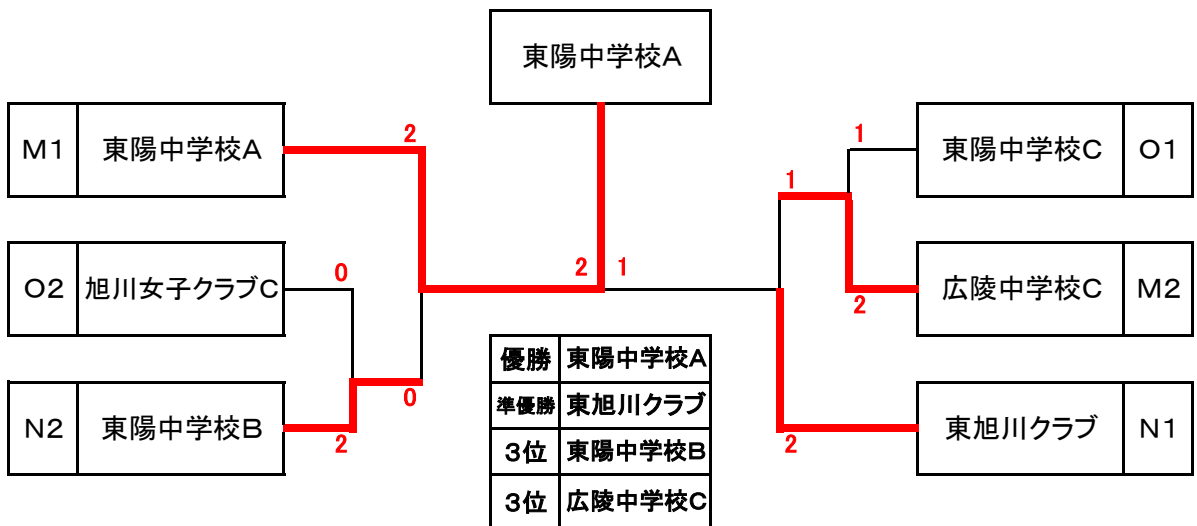 東陽中学校A
M1 東陽中学校A
2
1
東陽中学校C O1
1
O2 旭川女子クラブC
0
2 1
広陵中学校C M2
2
N2 東陽中学校B
2
0
東旭川クラブ N1
2
優勝 東陽中学校A
準優勝 東旭川クラブ
3位 東陽中学校B
3位 広陵中学校C